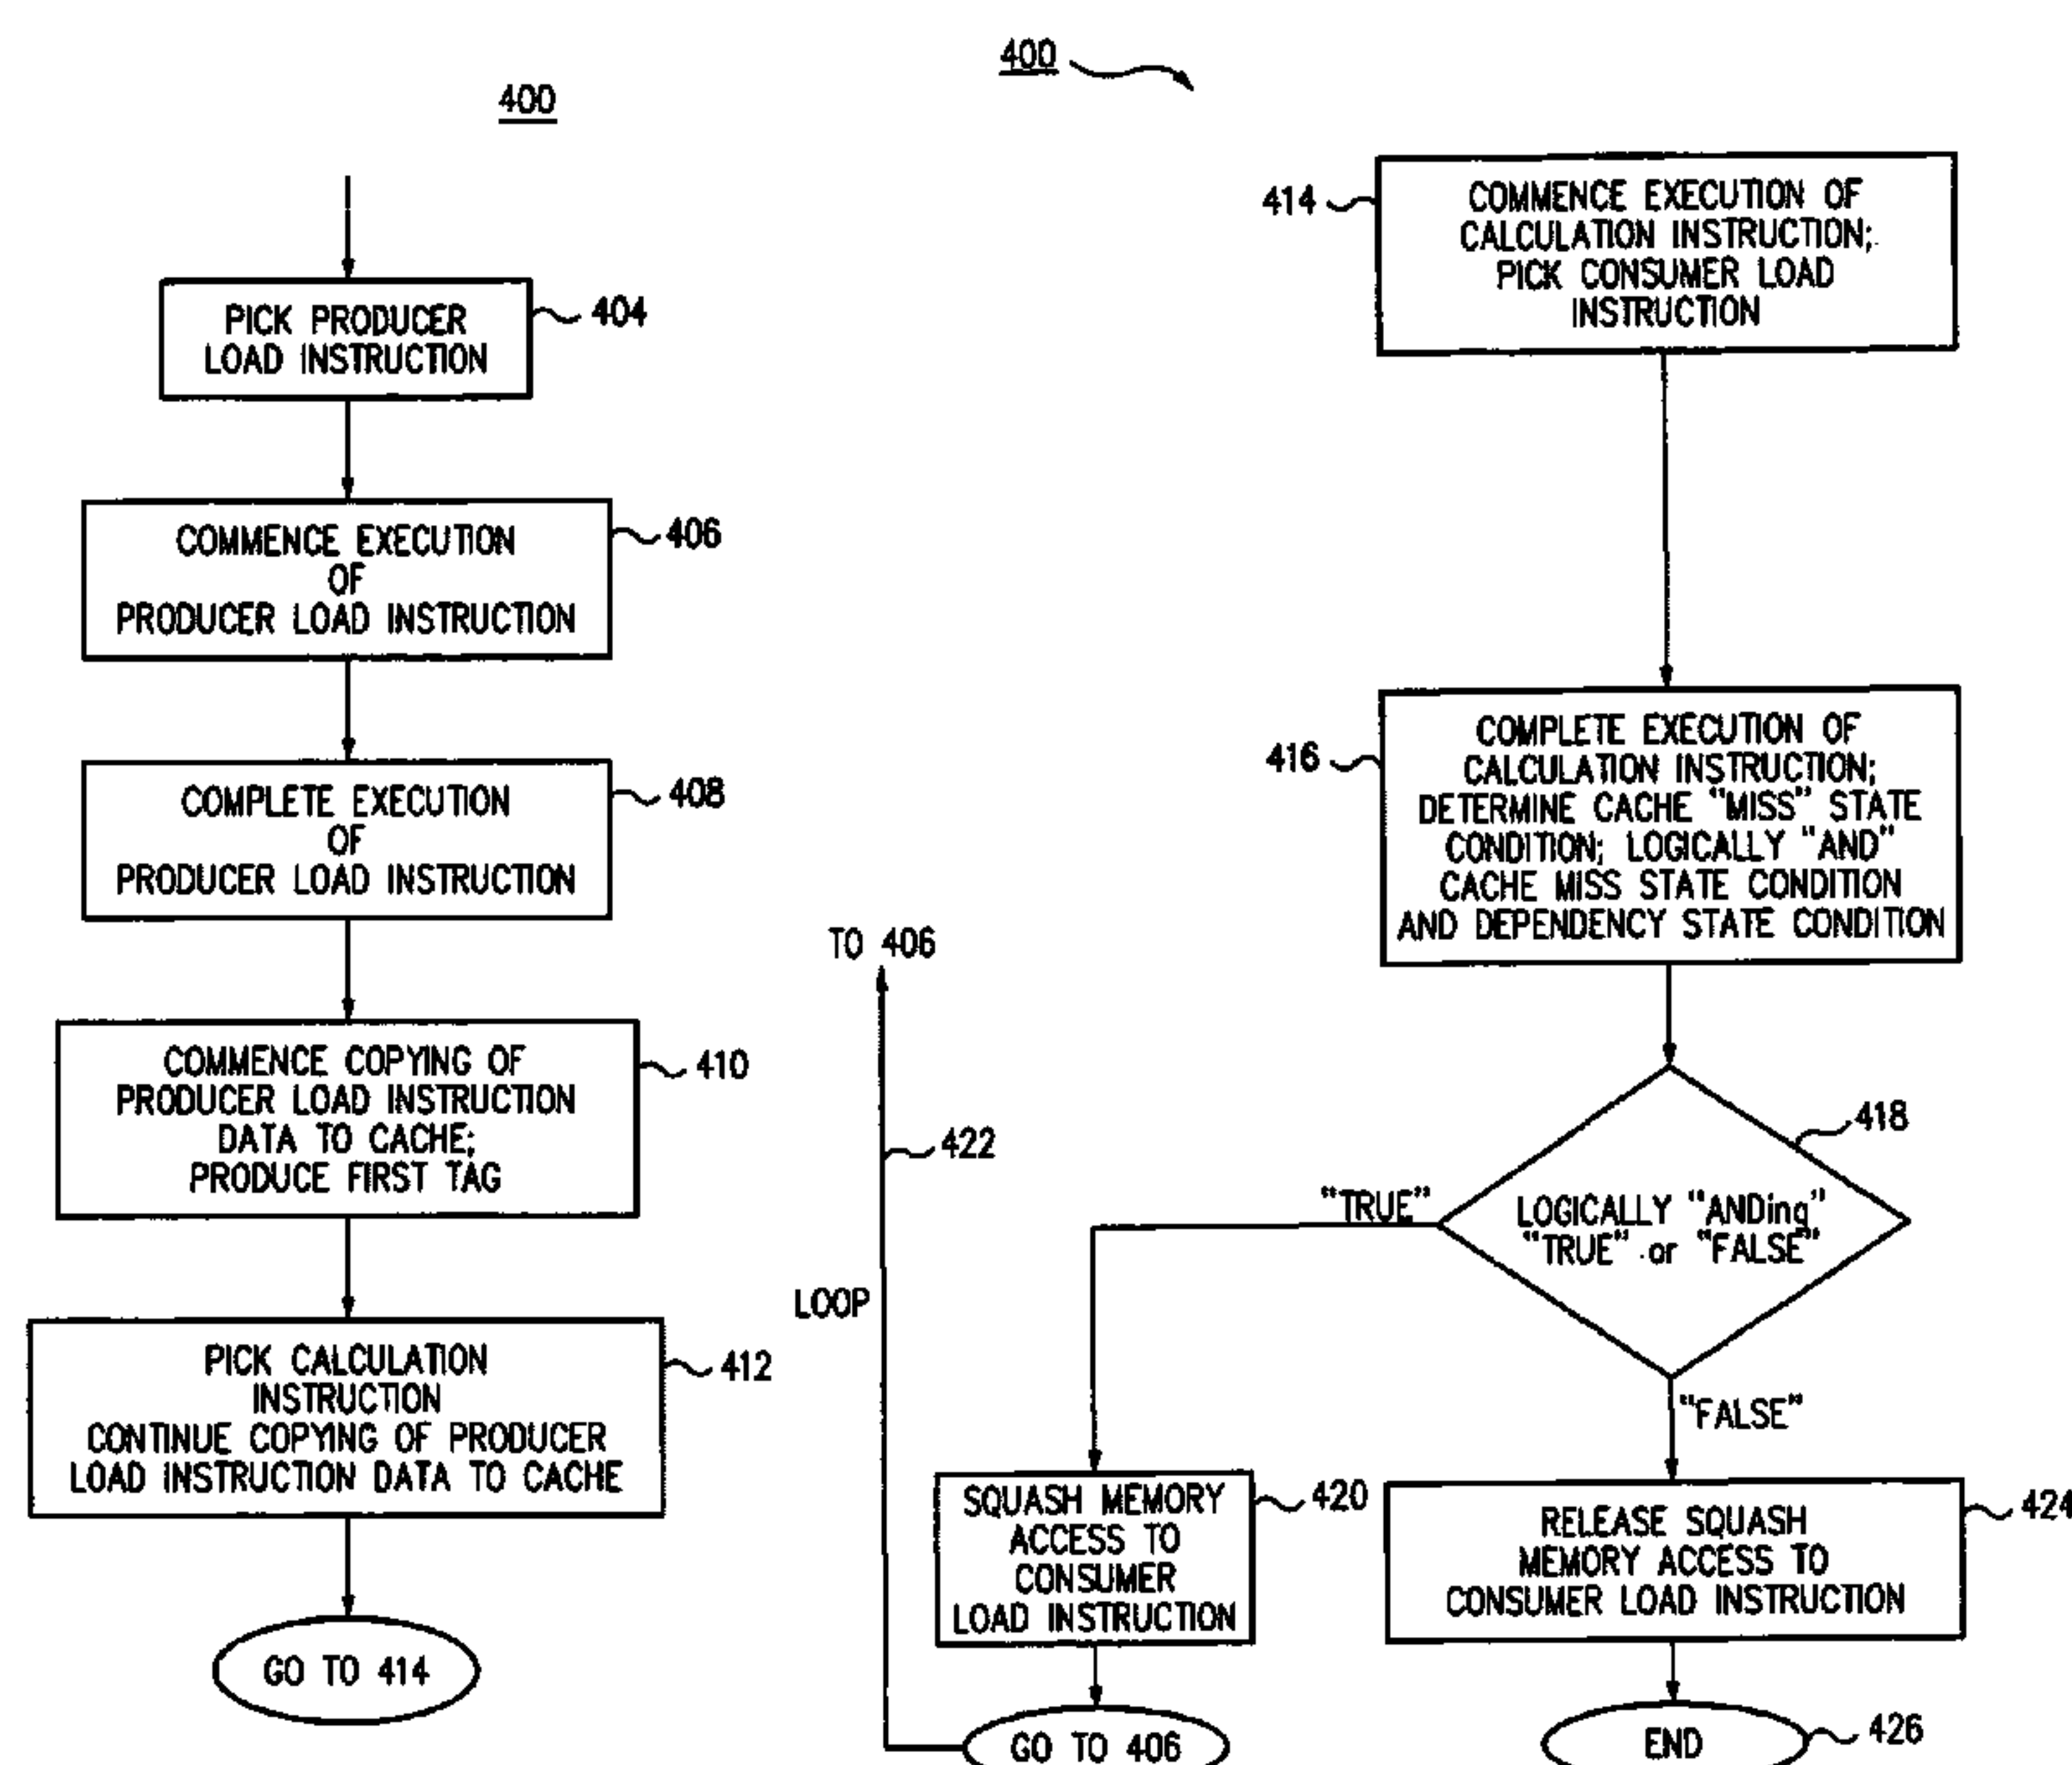 400
PICK PRODUCER
LOAD INSTRUCTION
404
COMMENCE EXECUTION
OF
PRODUCER LOAD INSTRUCTION
406
COMPLETE EXECUTION
OF
PRODUCER LOAD INSTRUCTION
408
COMMENCE COPYING OF
PRODUCER LOAD INSTRUCTION
DATA TO CACHE;
PRODUCE FIRST TAG
410
PICK CALCULATION
INSTRUCTION
CONTINUE COPYING OF PRODUCER
LOAD INSTRUCTION DATA TO CACHE
412
GO TO 414
400
414
COMMENCE EXECUTION OF
CALCULATION INSTRUCTION;
PICK CONSUMER LOAD
INSTRUCTION
416
COMPLETE EXECUTION OF
CALCULATION INSTRUCTION;
DETERMINE CACHE "MISS" STATE
CONDITION; LOGICALLY "AND"
CACHE MISS STATE CONDITION
AND DEPENDENCY STATE CONDITION
418
LOGICALLY "ANDing"
"TRUE" or "FALSE"
"TRUE"
"FALSE"
TO 406
422
LOOP
SQUASH MEMORY
ACCESS TO
CONSUMER
LOAD INSTRUCTION
420
GO TO 406
RELEASE SQUASH
MEMORY ACCESS TO
CONSUMER LOAD INSTRUCTION
424
END
426